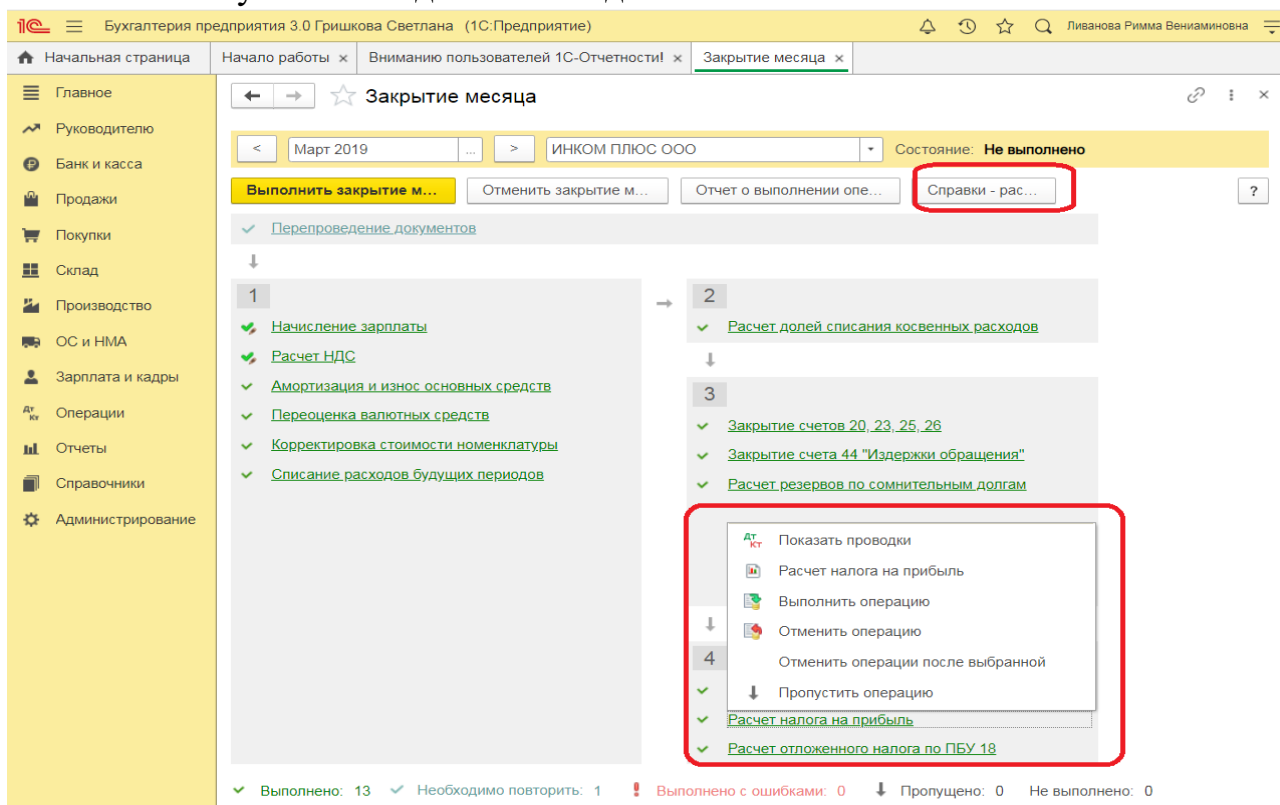 1С Бухгалтерия предприятия 3.0 Гришкова Светлана (1С:Предприятие) Ливанова Римма Вениаминовна
Начальная страница Начало работы × Вниманию пользователей 1С-Отчетности! × Закрытие месяца ×
Главное
Руководителю
Банк и касса
Продажи
Покупки
Склад
Производство
ОС и НМА
Зарплата и кадры
Операции
Отчеты
Справочники
Администрирование
Закрытие месяца
< Март 2019 ... > ИНКОМ ПЛЮС ООО Состояние: Не выполнено
Выполнить закрытие м... Отменить закрытие м... Отчет о выполнении опе... Справки - рас... ?
Перепроведение документов
1
Начисление зарплаты
Расчет НДС
Амортизация и износ основных средств
Переоценка валютных средств
Корректировка стоимости номенклатуры
Списание расходов будущих периодов
2
Расчет долей списания косвенных расходов
3
Закрытие счетов 20, 23, 25, 26
Закрытие счета 44 "Издержки обращения"
Расчет резервов по сомнительным долгам
Дт Кт Показать проводки
Расчет налога на прибыль
Выполнить операцию
Отменить операцию
Отменить операции после выбранной
Пропустить операцию
4
Расчет налога на прибыль
Расчет отложенного налога по ПБУ 18
Выполнено: 13 Необходимо повторить: 1 Выполнено с ошибками: 0 Пропущено: 0 Не выполнено: 0